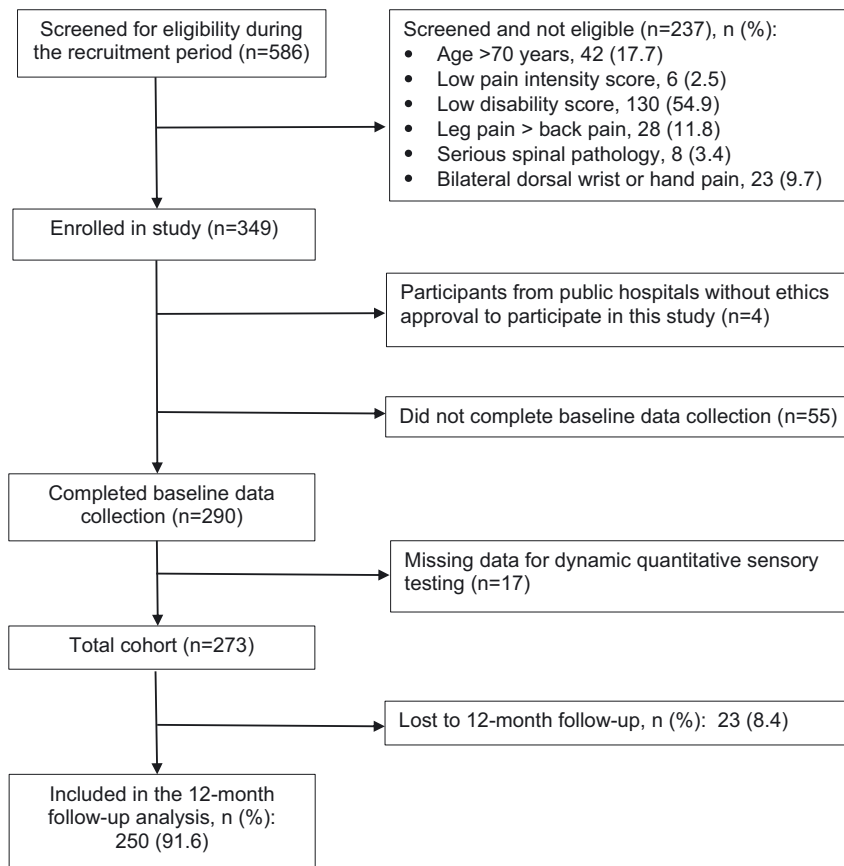 Screened for eligibility during
the recruitment period (n=586)
Screened and not eligible (n=237), n (%):
• Age >70 years, 42 (17.7)
• Low pain intensity score, 6 (2.5)
• Low disability score, 130 (54.9)
• Leg pain > back pain, 28 (11.8)
• Serious spinal pathology, 8 (3.4)
• Bilateral dorsal wrist or hand pain, 23 (9.7)
Enrolled in study (n=349)
Participants from public hospitals without ethics
approval to participate in this study (n=4)
Did not complete baseline data collection (n=55)
Completed baseline data
collection (n=290)
Missing data for dynamic quantitative sensory
testing (n=17)
Total cohort (n=273)
Lost to 12-month follow-up, n (%): 23 (8.4)
Included in the 12-month
follow-up analysis, n (%):
250 (91.6)